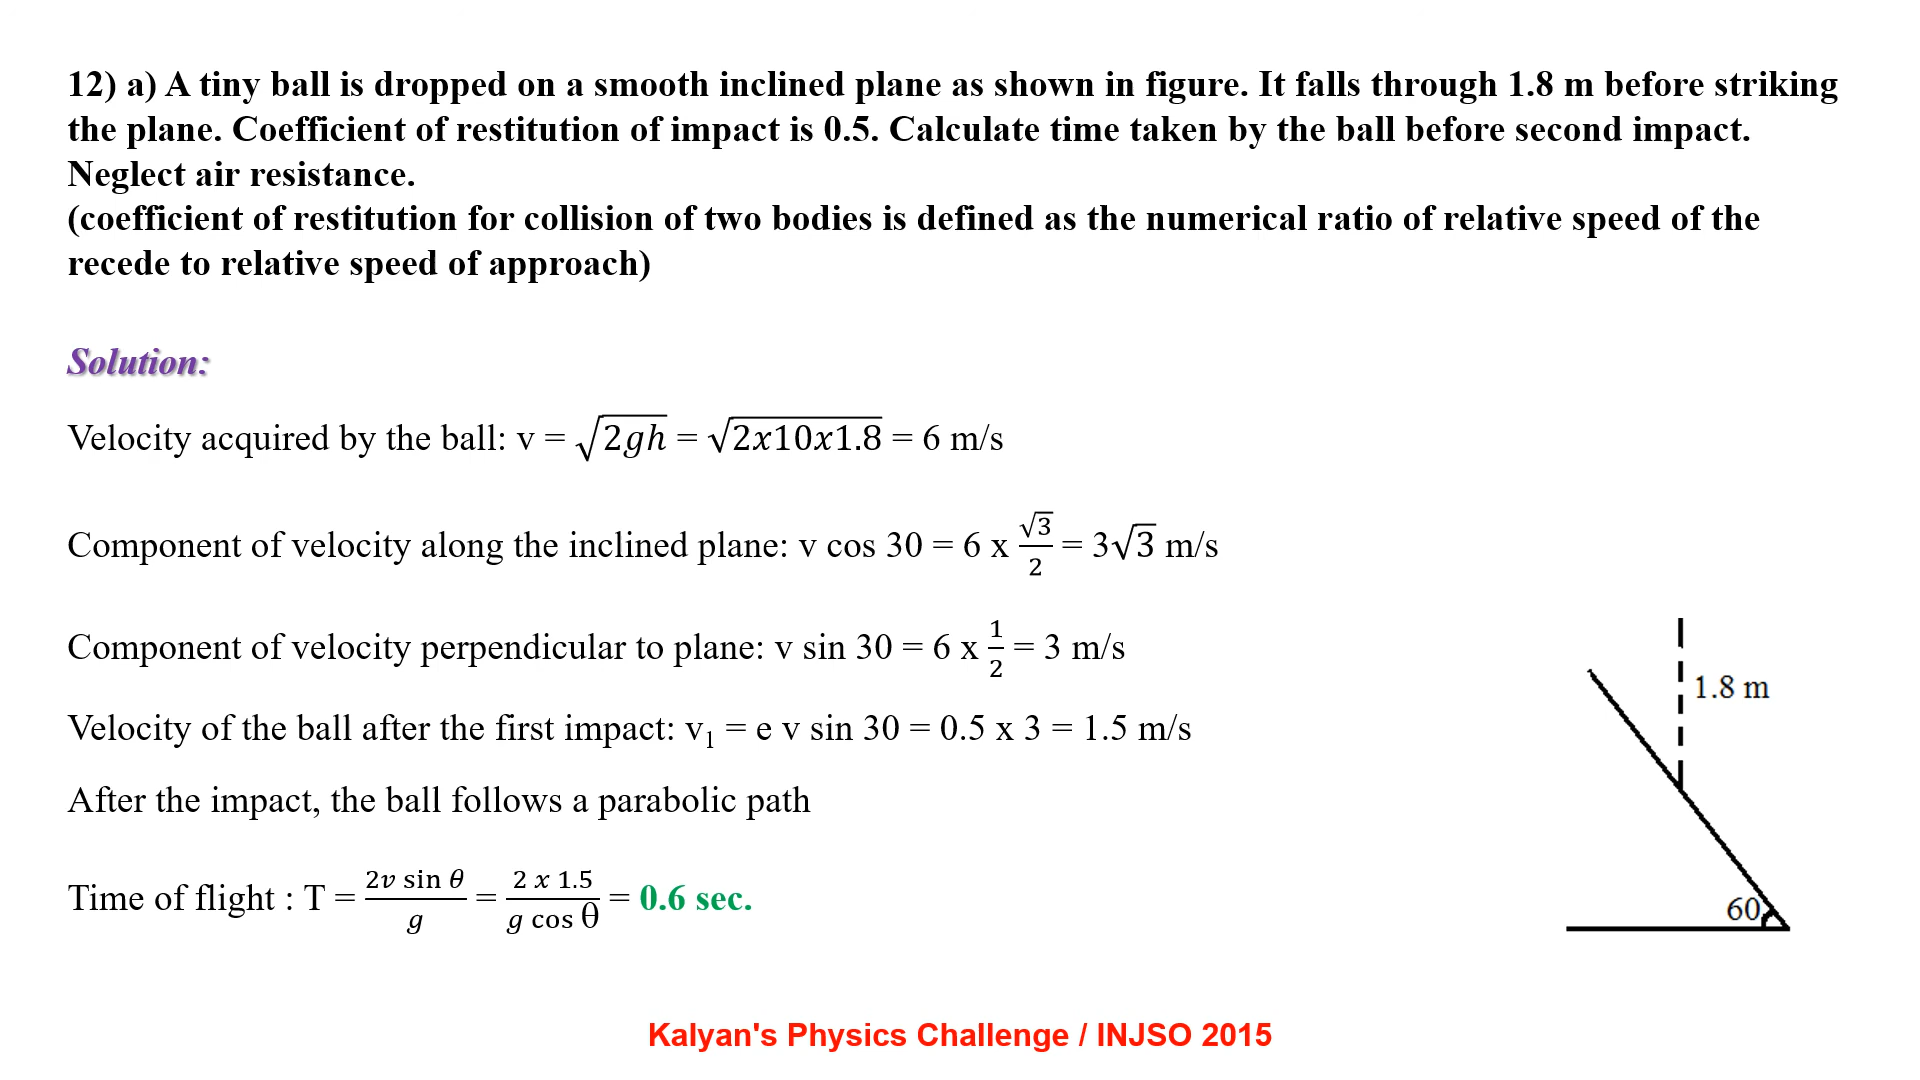 12) a) A tiny ball is dropped on a smooth inclined plane as shown in figure. It falls through 1.8 m before striking
the plane. Coefficient of restitution of impact is 0.5. Calculate time taken by the ball before second impact.
Neglect air resistance.
(coefficient of restitution for collision of two bodies is defined as the numerical ratio of relative speed of the
recede to relative speed of approach)
Solution:
Velocity acquired by the ball: v = √2gh = √2x10x1.8 = 6 m/s
Component of velocity along the inclined plane: v cos 30 = 6 x √3/2 = 3√3 m/s
Component of velocity perpendicular to plane: v sin 30 = 6 x 1/2 = 3 m/s
Velocity of the ball after the first impact: v₁ = e v sin 30 = 0.5 x 3 = 1.5 m/s
After the impact, the ball follows a parabolic path
Time of flight : T = 2v sin θ/g = 2 x 1.5/g cos θ = 0.6 sec.
1.8 m
60
Kalyan's Physics Challenge / INJSO 2015